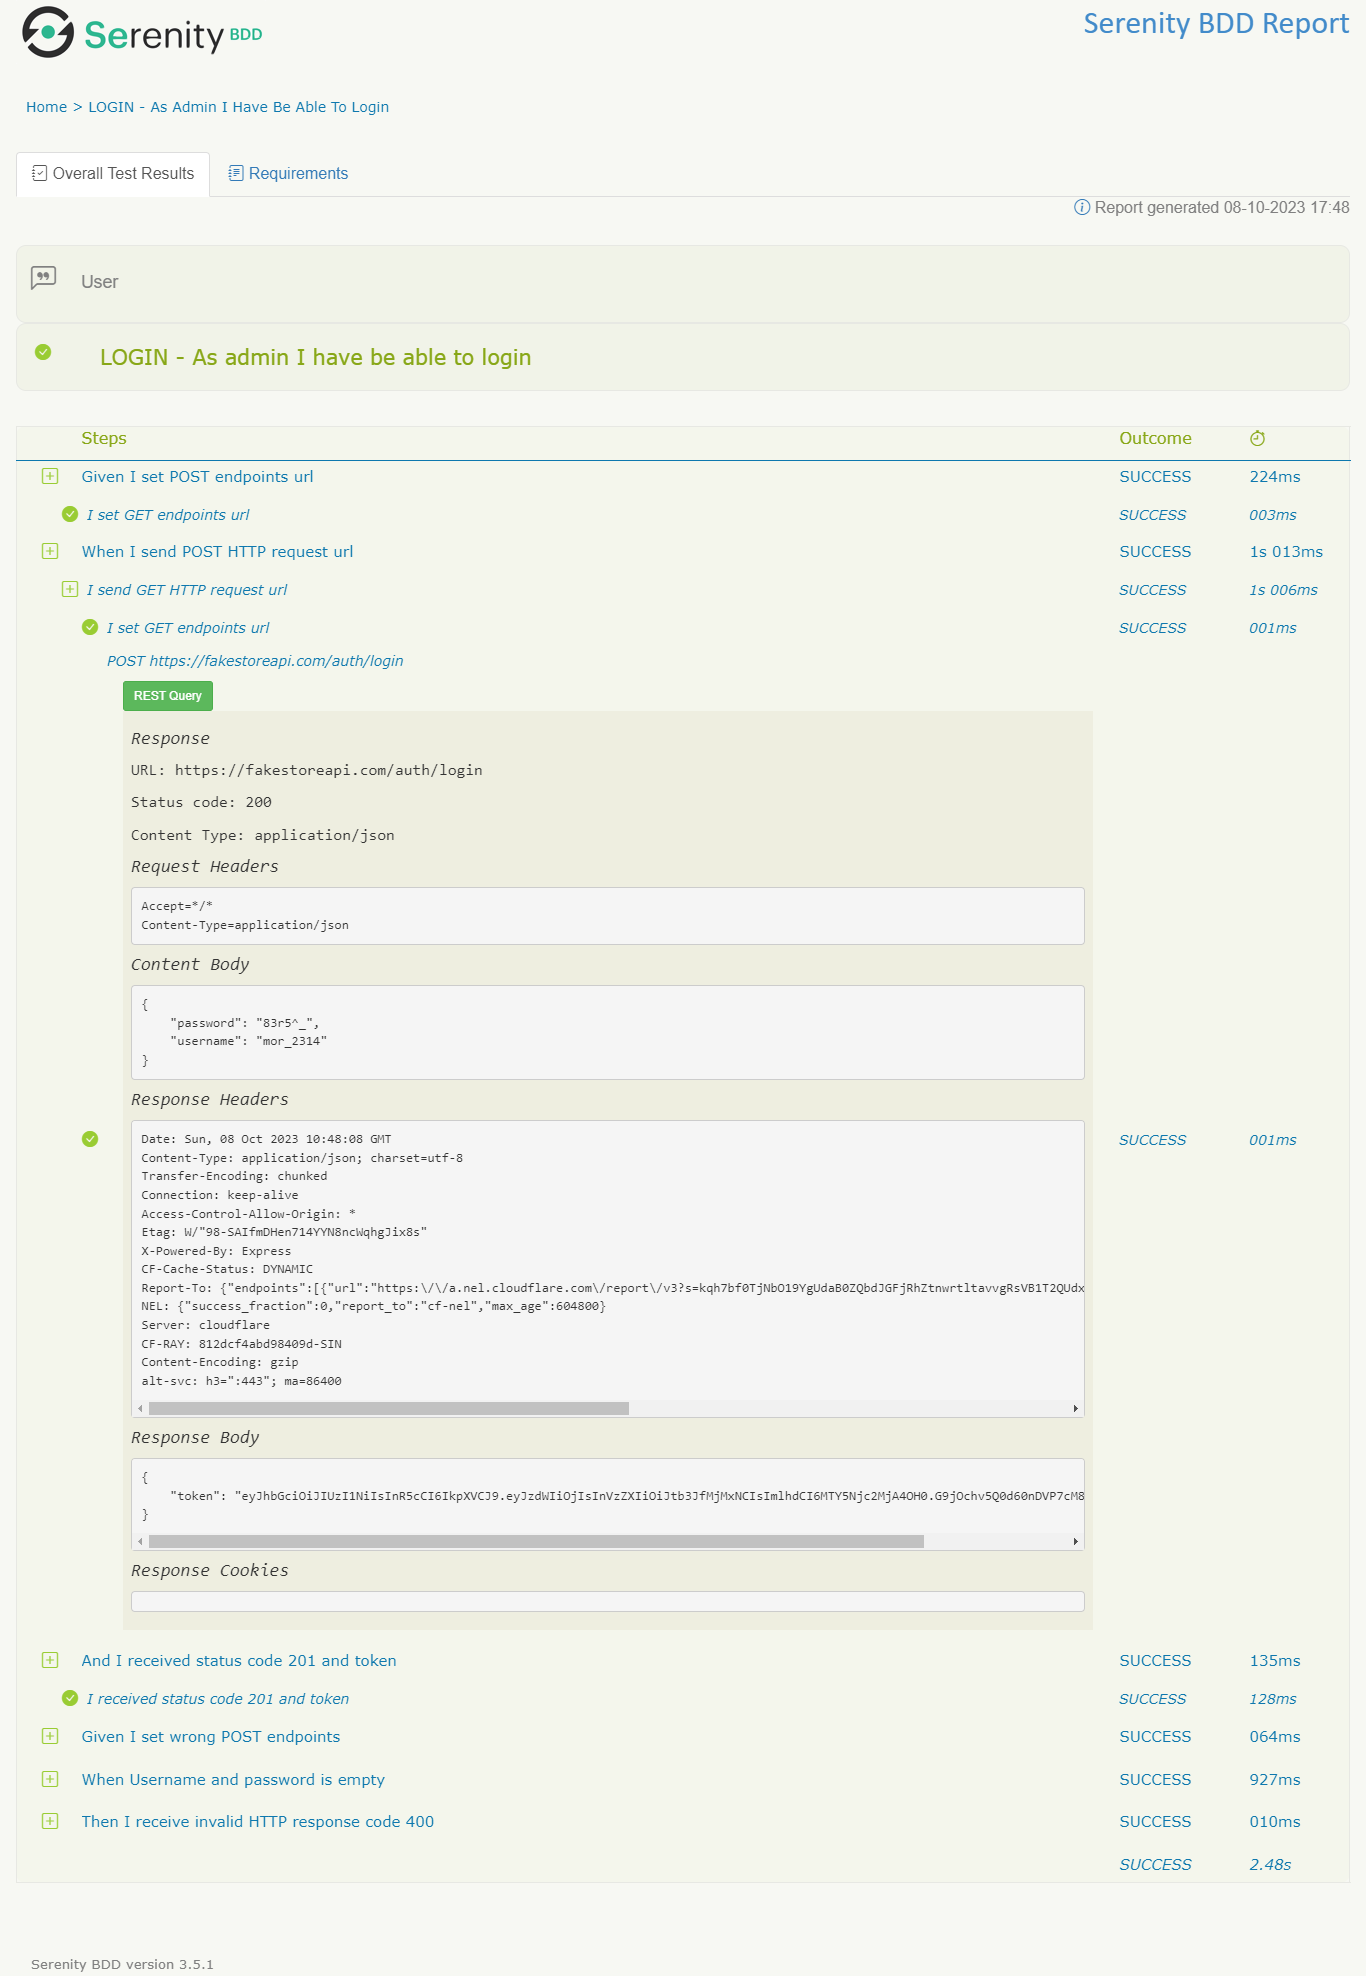 Serenity BDD
Serenity BDD Report
Home > LOGIN - As Admin I Have Be Able To Login
Overall Test Results
Requirements
Report generated 08-10-2023 17:48
User
LOGIN - As admin I have be able to login
Steps Outcome
Given I set POST endpoints url SUCCESS 224ms
I set GET endpoints url SUCCESS 003ms
When I send POST HTTP request url SUCCESS 1s 013ms
I send GET HTTP request url SUCCESS 1s 006ms
I set GET endpoints url SUCCESS 001ms
POST https://fakestoreapi.com/auth/login
REST Query
Response
URL: https://fakestoreapi.com/auth/login
Status code: 200
Content Type: application/json
Request Headers
Accept=*/*
Content-Type=application/json
Content Body
{
"password": "83r5^_",
"username": "mor_2314"
}
Response Headers
Date: Sun, 08 Oct 2023 10:48:08 GMT
Content-Type: application/json; charset=utf-8
Transfer-Encoding: chunked
Connection: keep-alive
Access-Control-Allow-Origin: *
Etag: W/"98-SAIfmDHen714YYN8ncWqhgJix8s"
X-Powered-By: Express
CF-Cache-Status: DYNAMIC
Report-To: {"endpoints":[{"url":"https:\/\/a.nel.cloudflare.com\/report\/v3?s=kqh7bf0TjNbO19YgUdaB0ZQbdJGFjRhZtnwrtltavvgRsVB1T2QUdx
NEL: {"success_fraction":0,"report_to":"cf-nel","max_age":604800}
Server: cloudflare
CF-RAY: 812dcf4abd98409d-SIN
Content-Encoding: gzip
alt-svc: h3=":443"; ma=86400
SUCCESS 001ms
Response Body
{
"token": "eyJhbGciOiJIUzI1NiIsInR5cCI6IkpXVCJ9.eyJzdWIiOjIsInVzZXIiOiJtb3JfMjMxNCIsImlhdCI6MTY5Njc2MjA4OH0.G9jOchv5Q0d60nDVP7cM8
}
Response Cookies
And I received status code 201 and token SUCCESS 135ms
I received status code 201 and token SUCCESS 128ms
Given I set wrong POST endpoints SUCCESS 064ms
When Username and password is empty SUCCESS 927ms
Then I receive invalid HTTP response code 400 SUCCESS 010ms
SUCCESS 2.48s
Serenity BDD version 3.5.1